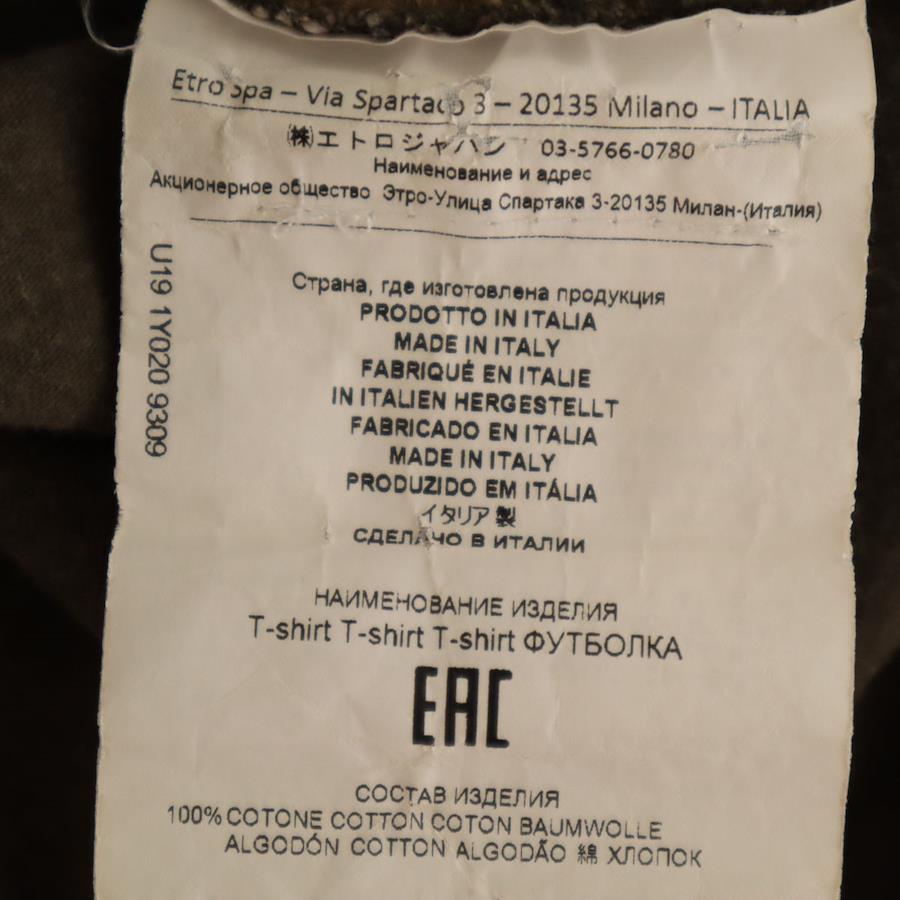 Etro Spa – Via Spartaco 3 – 20135 Milano – ITALIA
㈱エトロジャパン 03-5766-0780
Наименование и адрес
Акционерное общество Этро-Улица Спартака 3-20135 Милан-(Италия)
U19 1Y020 9309
Страна, где изготовлена продукция
PRODOTTO IN ITALIA
MADE IN ITALY
FABRIQUÉ EN ITALIE
IN ITALIEN HERGESTELLT
FABRICADO EN ITALIA
MADE IN ITALY
PRODUZIDO EM ITÁLIA
イタリア製
СДЕЛАНО В ИТАЛИИ
НАИМЕНОВАНИЕ ИЗДЕЛИЯ
T-shirt T-shirt T-shirt ФУТБОЛКА
EAC
СОСТАВ ИЗДЕЛИЯ
100% COTONE COTTON COTON BAUMWOLLE
ALGODÓN COTTON ALGODÃO 綿 ХЛОПОК